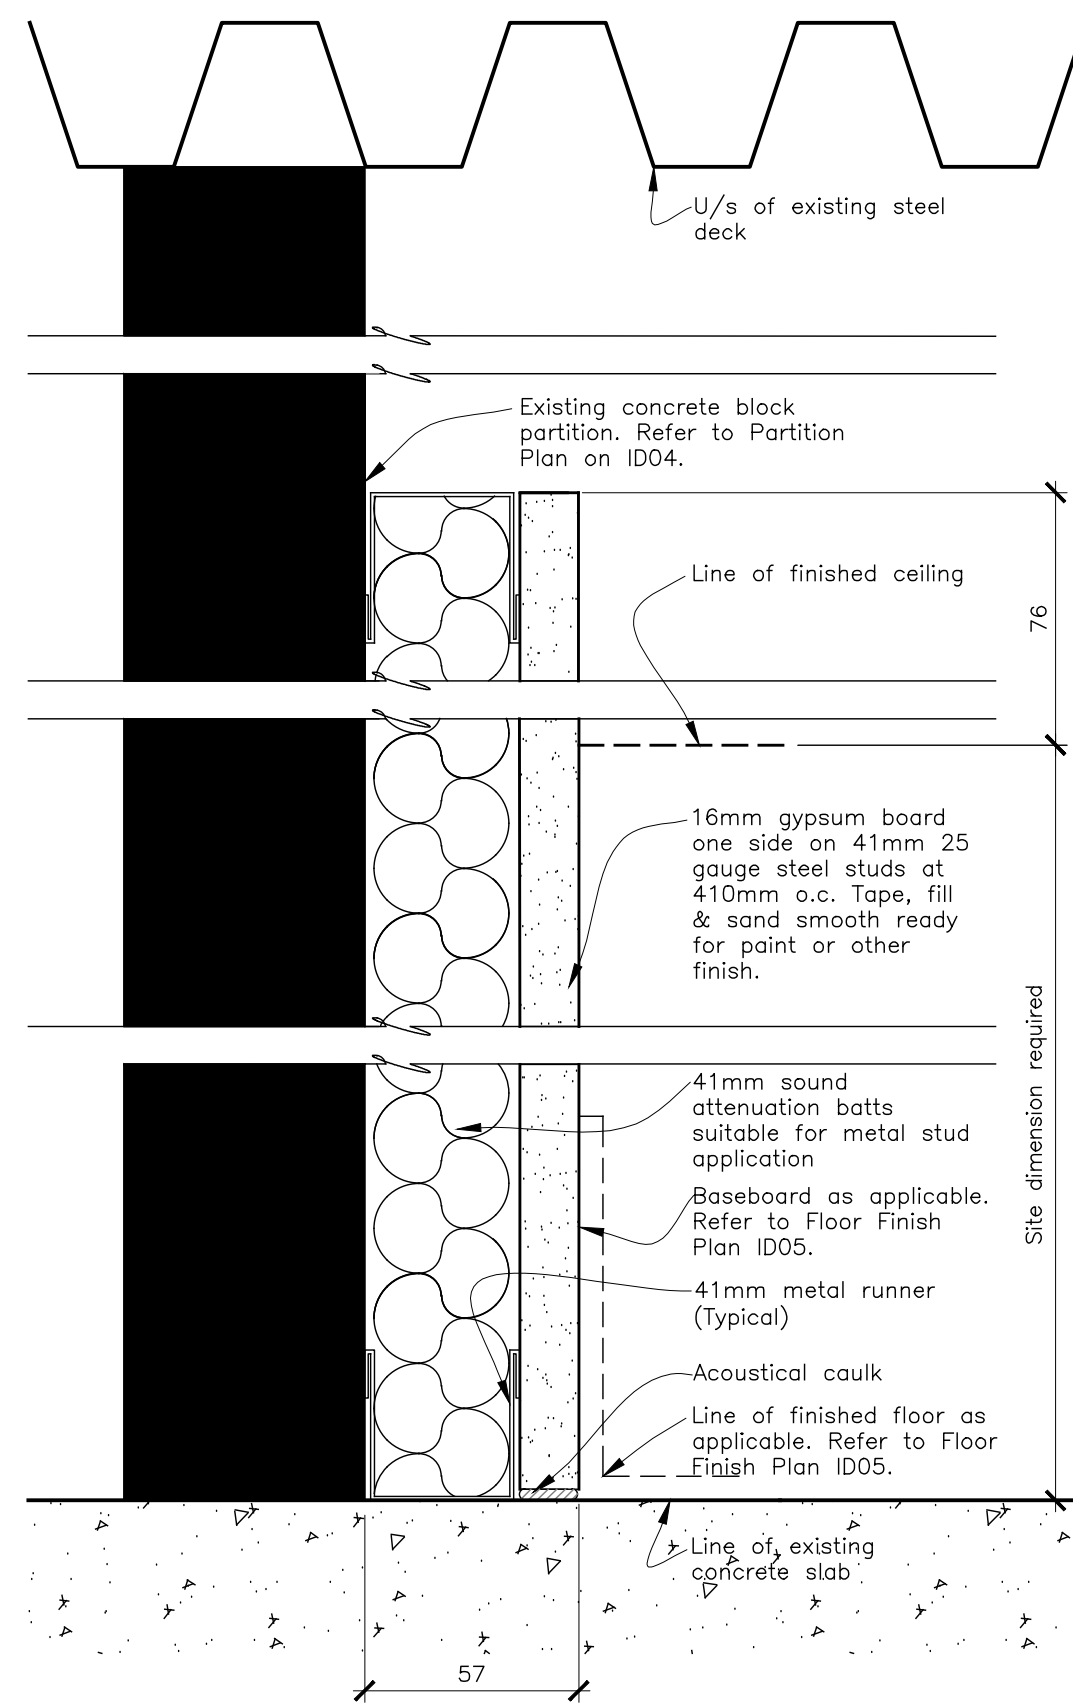 U/s of existing steel
deck
Existing concrete block
partition. Refer to Partition
Plan on ID04.
Line of finished ceiling
76
16mm gypsum board
one side on 41mm 25
gauge steel studs at
410mm o.c. Tape, fill
& sand smooth ready
for paint or other
finish.
Site dimension required
41mm sound
attenuation batts
suitable for metal stud
application
Baseboard as applicable.
Refer to Floor Finish
Plan ID05.
41mm metal runner
(Typical)
Acoustical caulk
Line of finished floor as
applicable. Refer to Floor
Finish Plan ID05.
Line of existing
concrete slab
57